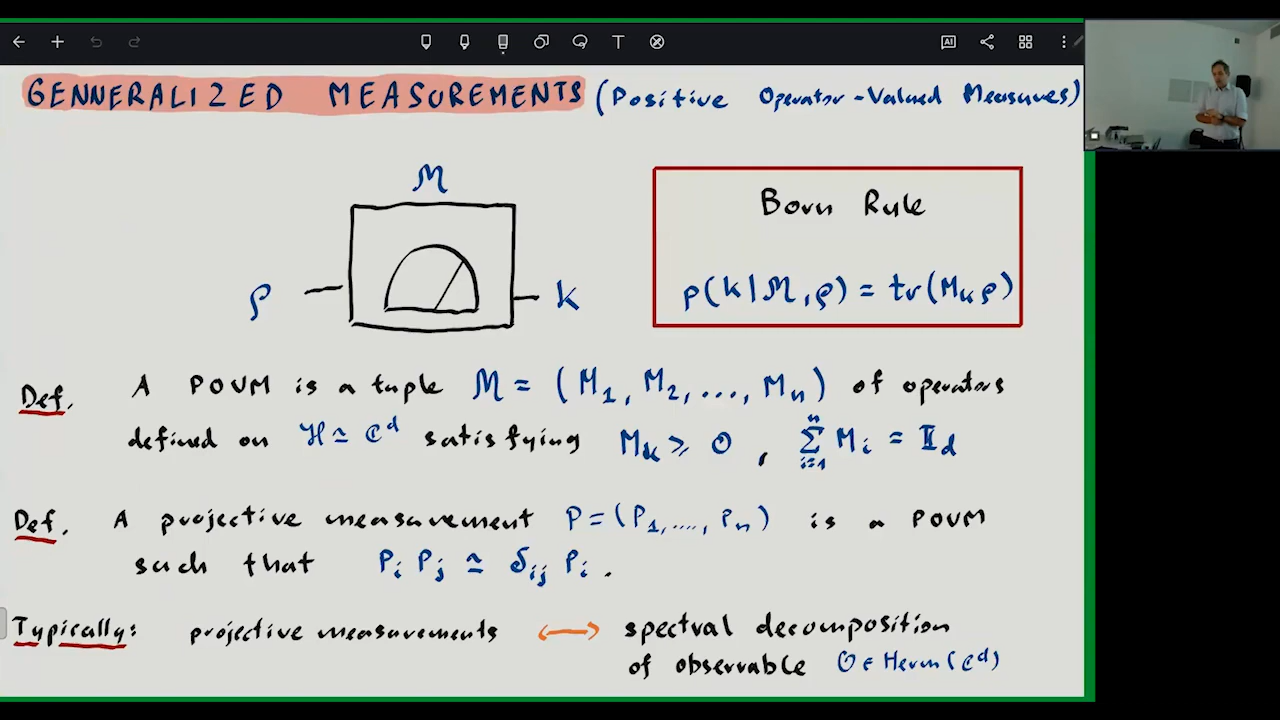 GENNERALIZED MEASUREMENTS (Positive Operator-Valued Measures)
M
Born Rule
ρ
k
p(k|M,ρ) = tr(M_k ρ)
Def. A POVM is a tuple M = (M_1, M_2, ..., M_n) of operators
defined on H ≃ ℂ^d satisfying M_k ≥ 0, ∑_{i=1}^n M_i = 𝕀_d
Def. A projective measurement P = (P_1, ...., P_n) is a POVM
such that P_i P_j ≃ δ_ij P_i.
Typically: projective measurements ⟷ spectral decomposition
of observable O ∈ Herm(ℂ^d)
T
AI